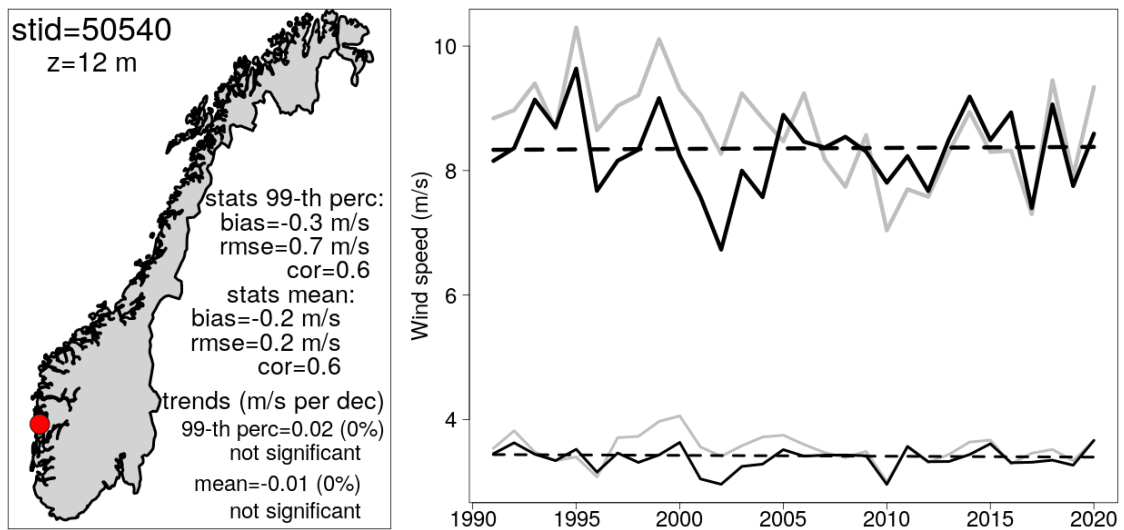 stid=50540
z=12 m
stats 99-th perc:
bias=-0.3 m/s
rmse=0.7 m/s
cor=0.6
stats mean:
bias=-0.2 m/s
rmse=0.2 m/s
cor=0.6
trends (m/s per dec)
99-th perc=0.02 (0%)
not significant
mean=-0.01 (0%)
not significant
Wind speed (m/s)
10
8
6
4
1990 1995 2000 2005 2010 2015 2020